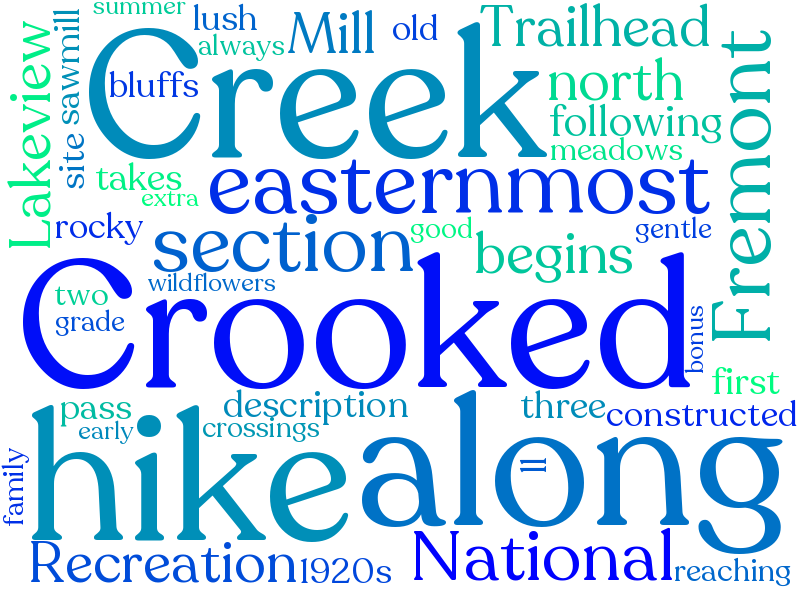 summer
lush
always
Mill
old
Trailhead
Creek
bluffs
north
following
meadows
Lakeview
site
sawmill
takes
extra
easternmost
Fremont
rocky
section
good
begins
gentle
wildflowers
two
grade
Crooked
bonus
first
pass
early
description
crossings
three
constructed
family
hike
along
ll
Recreation
1920s
National
reaching